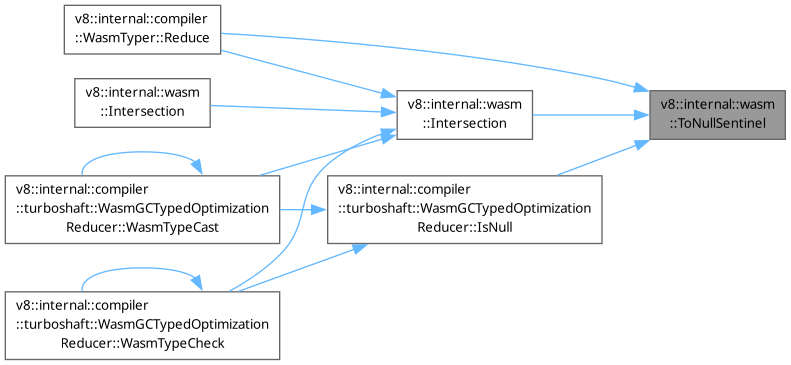 v8::internal::compiler
::WasmTyper::Reduce
v8::internal::wasm
::Intersection
v8::internal::wasm
::Intersection
v8::internal::wasm
::ToNullSentinel
v8::internal::compiler
::turboshaft::WasmGCTypedOptimization
Reducer::WasmTypeCast
v8::internal::compiler
::turboshaft::WasmGCTypedOptimization
Reducer::IsNull
v8::internal::compiler
::turboshaft::WasmGCTypedOptimization
Reducer::WasmTypeCheck